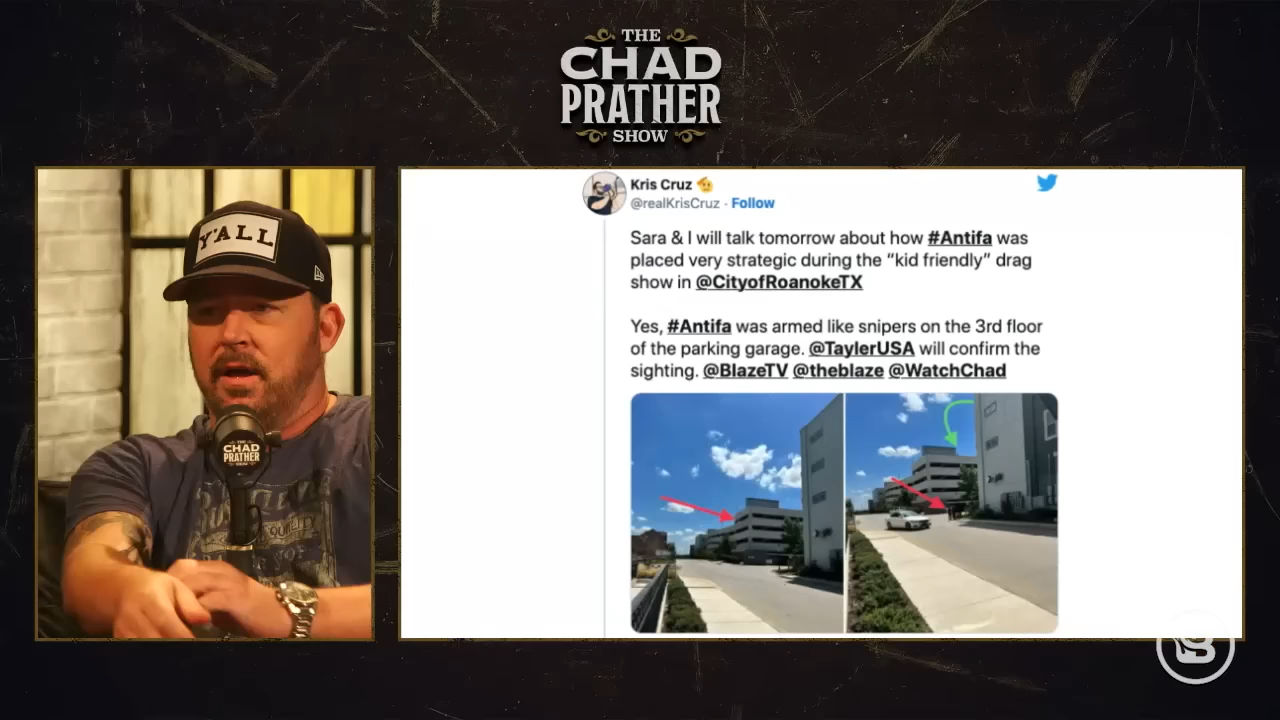 THE
CHAD
PRATHER
SHOW
Y'ALL
THE
CHAD
PRATHER
SHOW
Kris Cruz
@realKrisCruz · Follow
Sara & I will talk tomorrow about how #Antifa was
placed very strategic during the “kid friendly” drag
show in @CityofRoanokeTX
Yes, #Antifa was armed like snipers on the 3rd floor
of the parking garage. @TaylerUSA will confirm the
sighting. @BlazeTV @theblaze @WatchChad
B